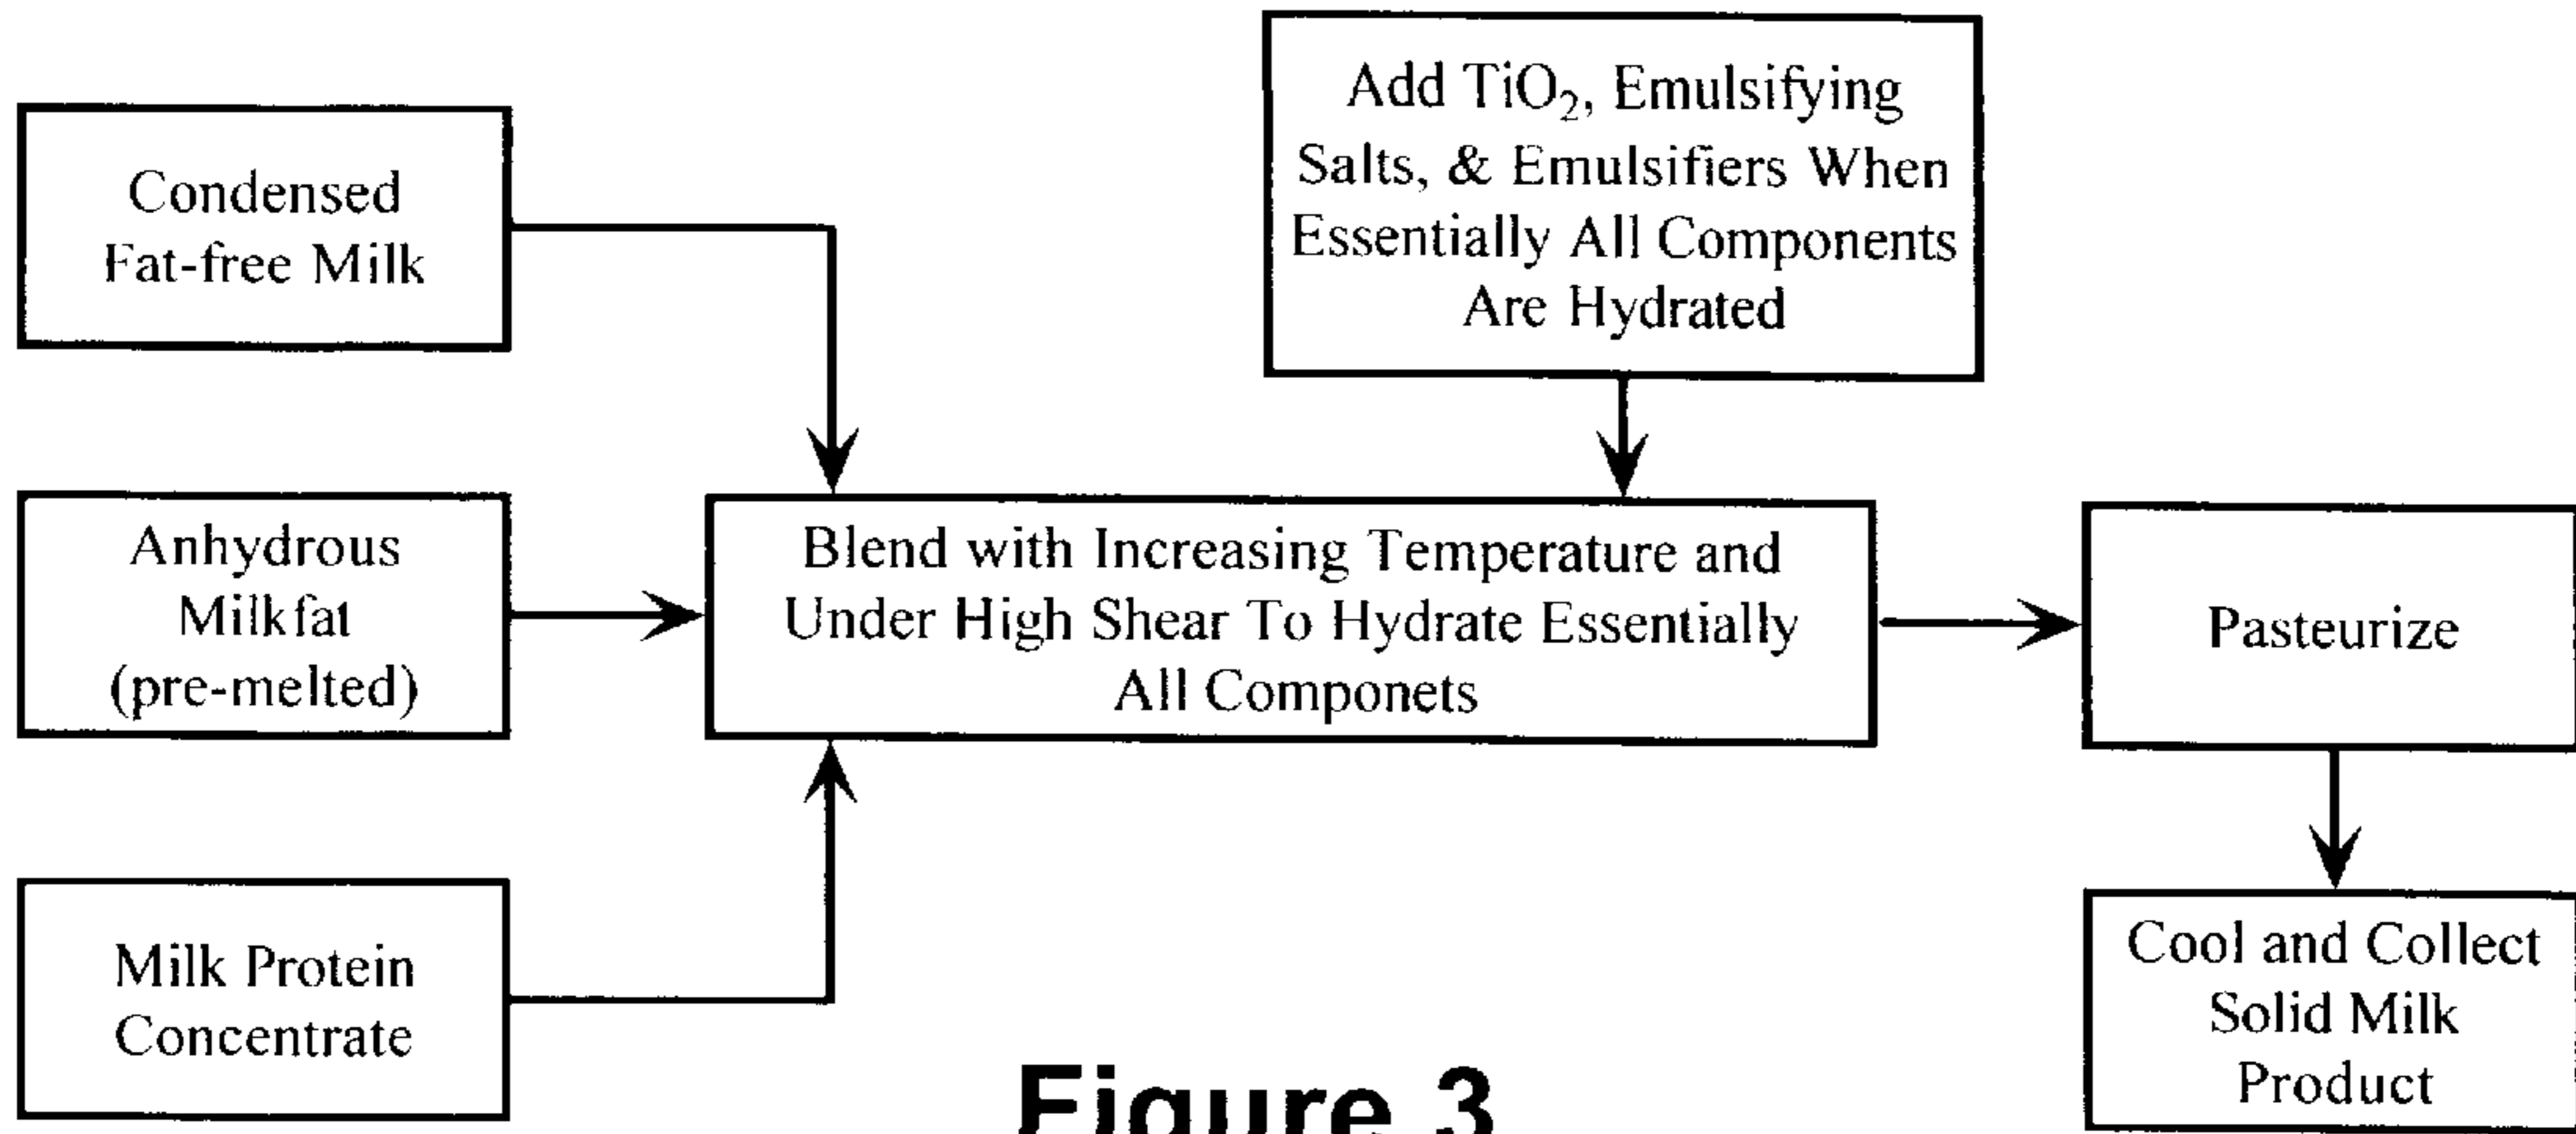 Condensed
Fat-free Milk
Add TiO₂, Emulsifying
Salts, & Emulsifiers When
Essentially All Components
Are Hydrated
Anhydrous
Milkfat
(pre-melted)
Blend with Increasing Temperature and
Under High Shear To Hydrate Essentially
All Componets
Pasteurize
Milk Protein
Concentrate
Cool and Collect
Solid Milk
Product
Figure 3